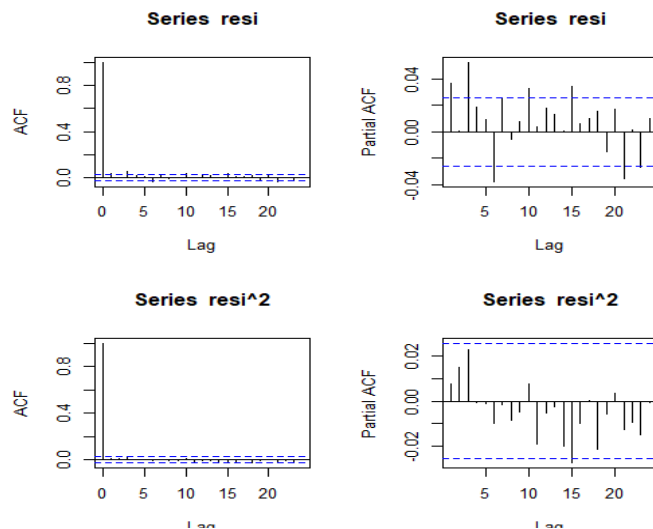 Series resi
ACF
0.0 0.4 0.8
0 5 10 15 20
Lag
Series resi
Partial ACF
-0.04 0.00 0.04
5 10 15 20
Lag
Series resi^2
ACF
0.0 0.4 0.8
0 5 10 15 20
Lag
Series resi^2
Partial ACF
-0.02 0.00 0.02
5 10 15 20
Lag